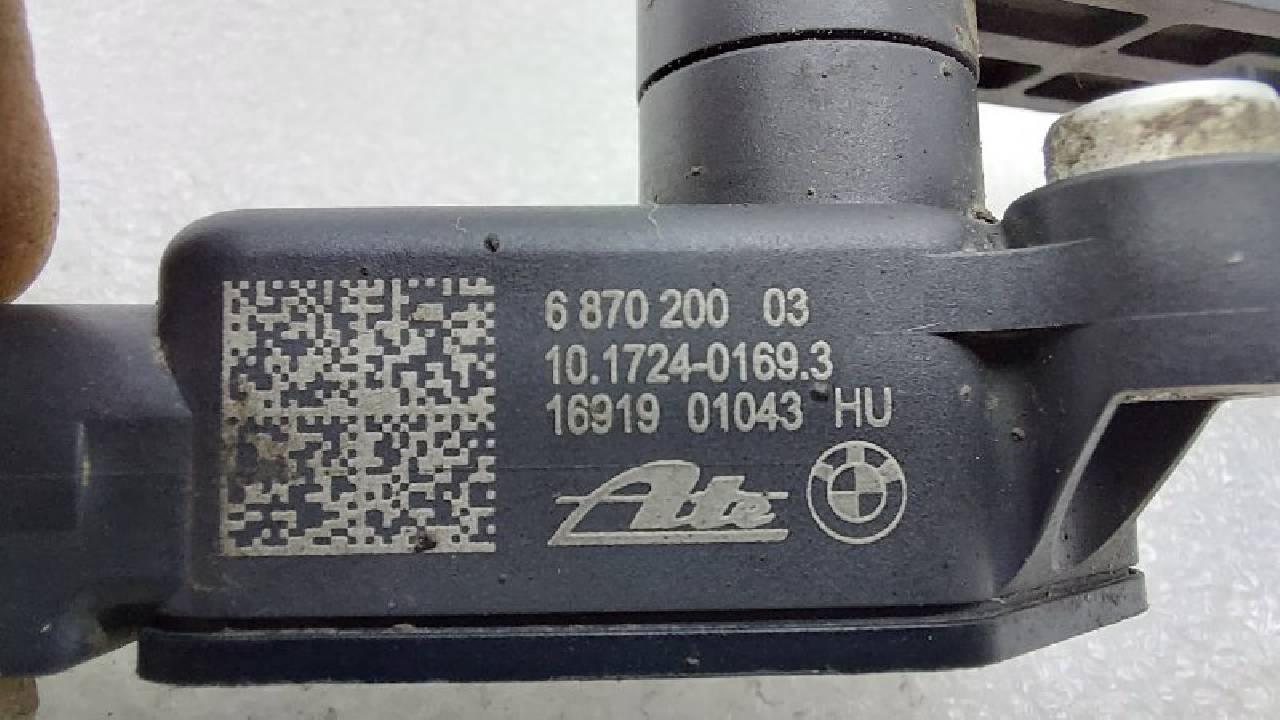 6 870 200 03
10.1724-0169.3
16919 01043 HU
Ate